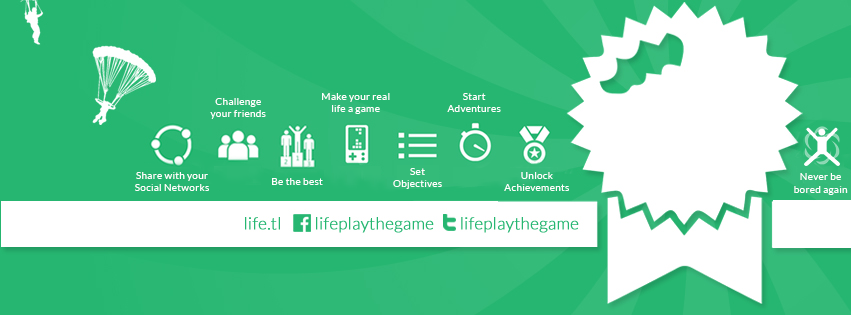 Share with your
Social Networks
Challenge
your friends
Be the best
Make your real
life a game
Set
Objectives
Start
Adventures
Unlock
Achievements
Never be
bored again
life.tl f lifeplaythegame t lifeplaythegame